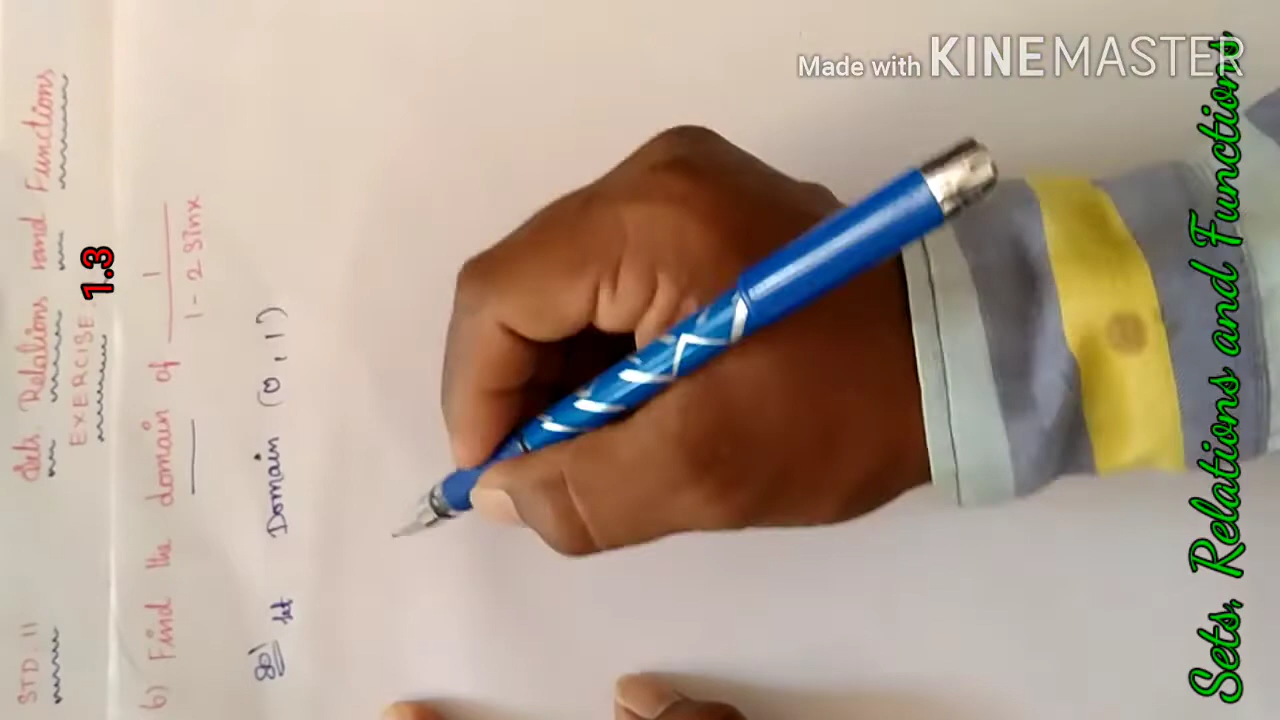 Made with KINEMASTER
STD. 11 Sets, Relations and Functions
EXERCISE 1.3
6) Find the domain of 1
1 - 2 Sinx
Sol Let Domain (0, 1)
Sets, Relations and Functions